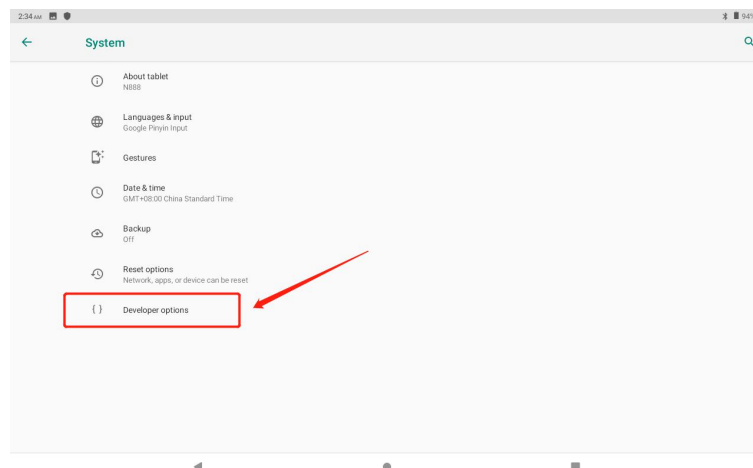 2:34 AM
94%
System
About tablet
N888
Languages & input
Google Pinyin Input
Gestures
Date & time
GMT+08:00 China Standard Time
Backup
Off
Reset options
Network, apps, or device can be reset
{ } Developer options